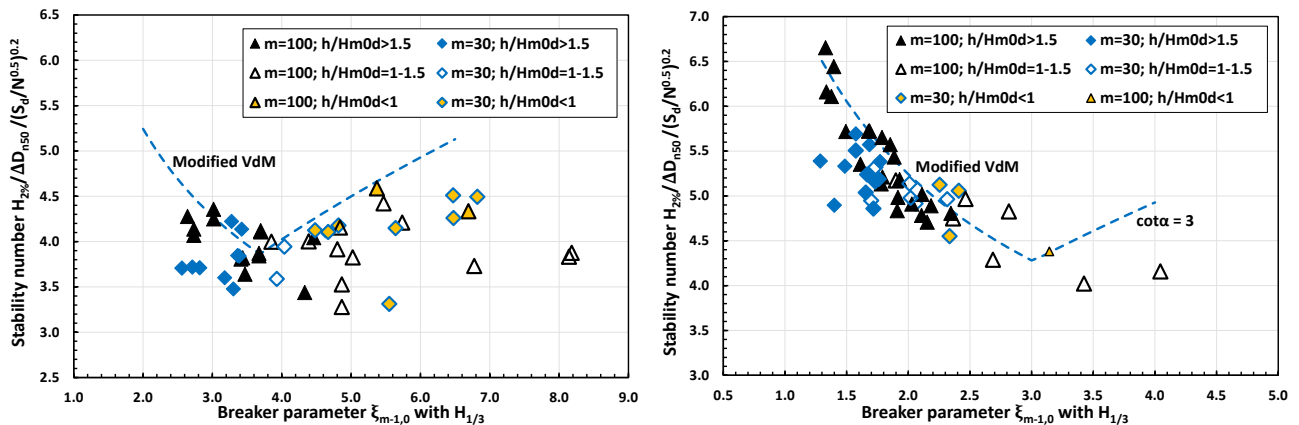 Stability number H2%/ΔDn50/(Sd/N^0.5)^0.2
4.5
4.0
3.5
3.0
2.5
5.0
5.5
6.0
6.5
m=100; h/Hm0d>1.5
m=30; h/Hm0d>1.5
m=100; h/Hm0d=1-1.5
m=30; h/Hm0d=1-1.5
m=100; h/Hm0d<1
m=30; h/Hm0d<1
Modified VdM
1.0 2.0 3.0 4.0 5.0 6.0 7.0 8.0 9.0
Breaker parameter ξm-1,0 with H1/3
Stability number H2%/ΔDn50/(Sd/N^0.5)^0.2
7.0
6.5
6.0
5.5
5.0
4.5
4.0
3.5
3.0
m=100; h/Hm0d>1.5
m=30; h/Hm0d>1.5
m=100; h/Hm0d=1-1.5
m=30; h/Hm0d=1-1.5
m=30; h/Hm0d<1
m=100; h/Hm0d<1
Modified VdM
cotα = 3
0.5 1.0 1.5 2.0 2.5 3.0 3.5 4.0 4.5 5.0
Breaker parameter ξm-1,0 with H1/3